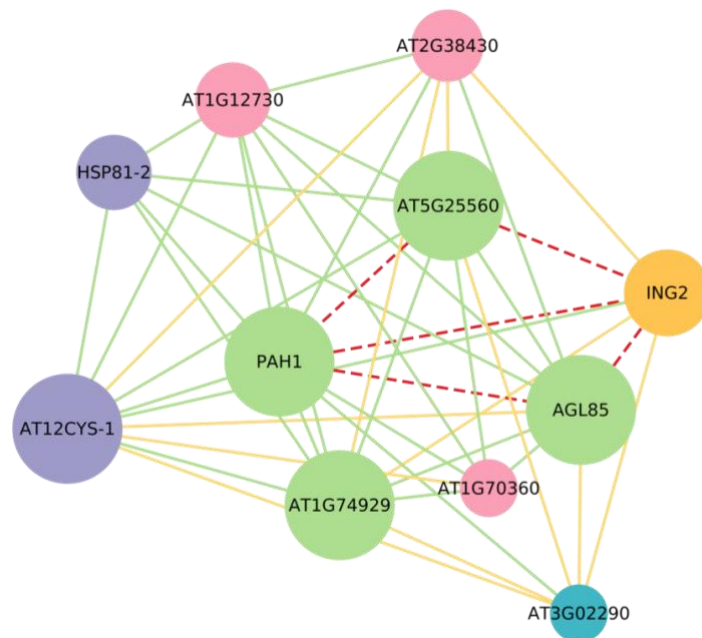 AT2G38430
AT1G12730
HSP81-2
AT5G25560
ING2
PAH1
AGL85
AT12CYS-1
AT1G70360
AT1G74929
AT3G02290